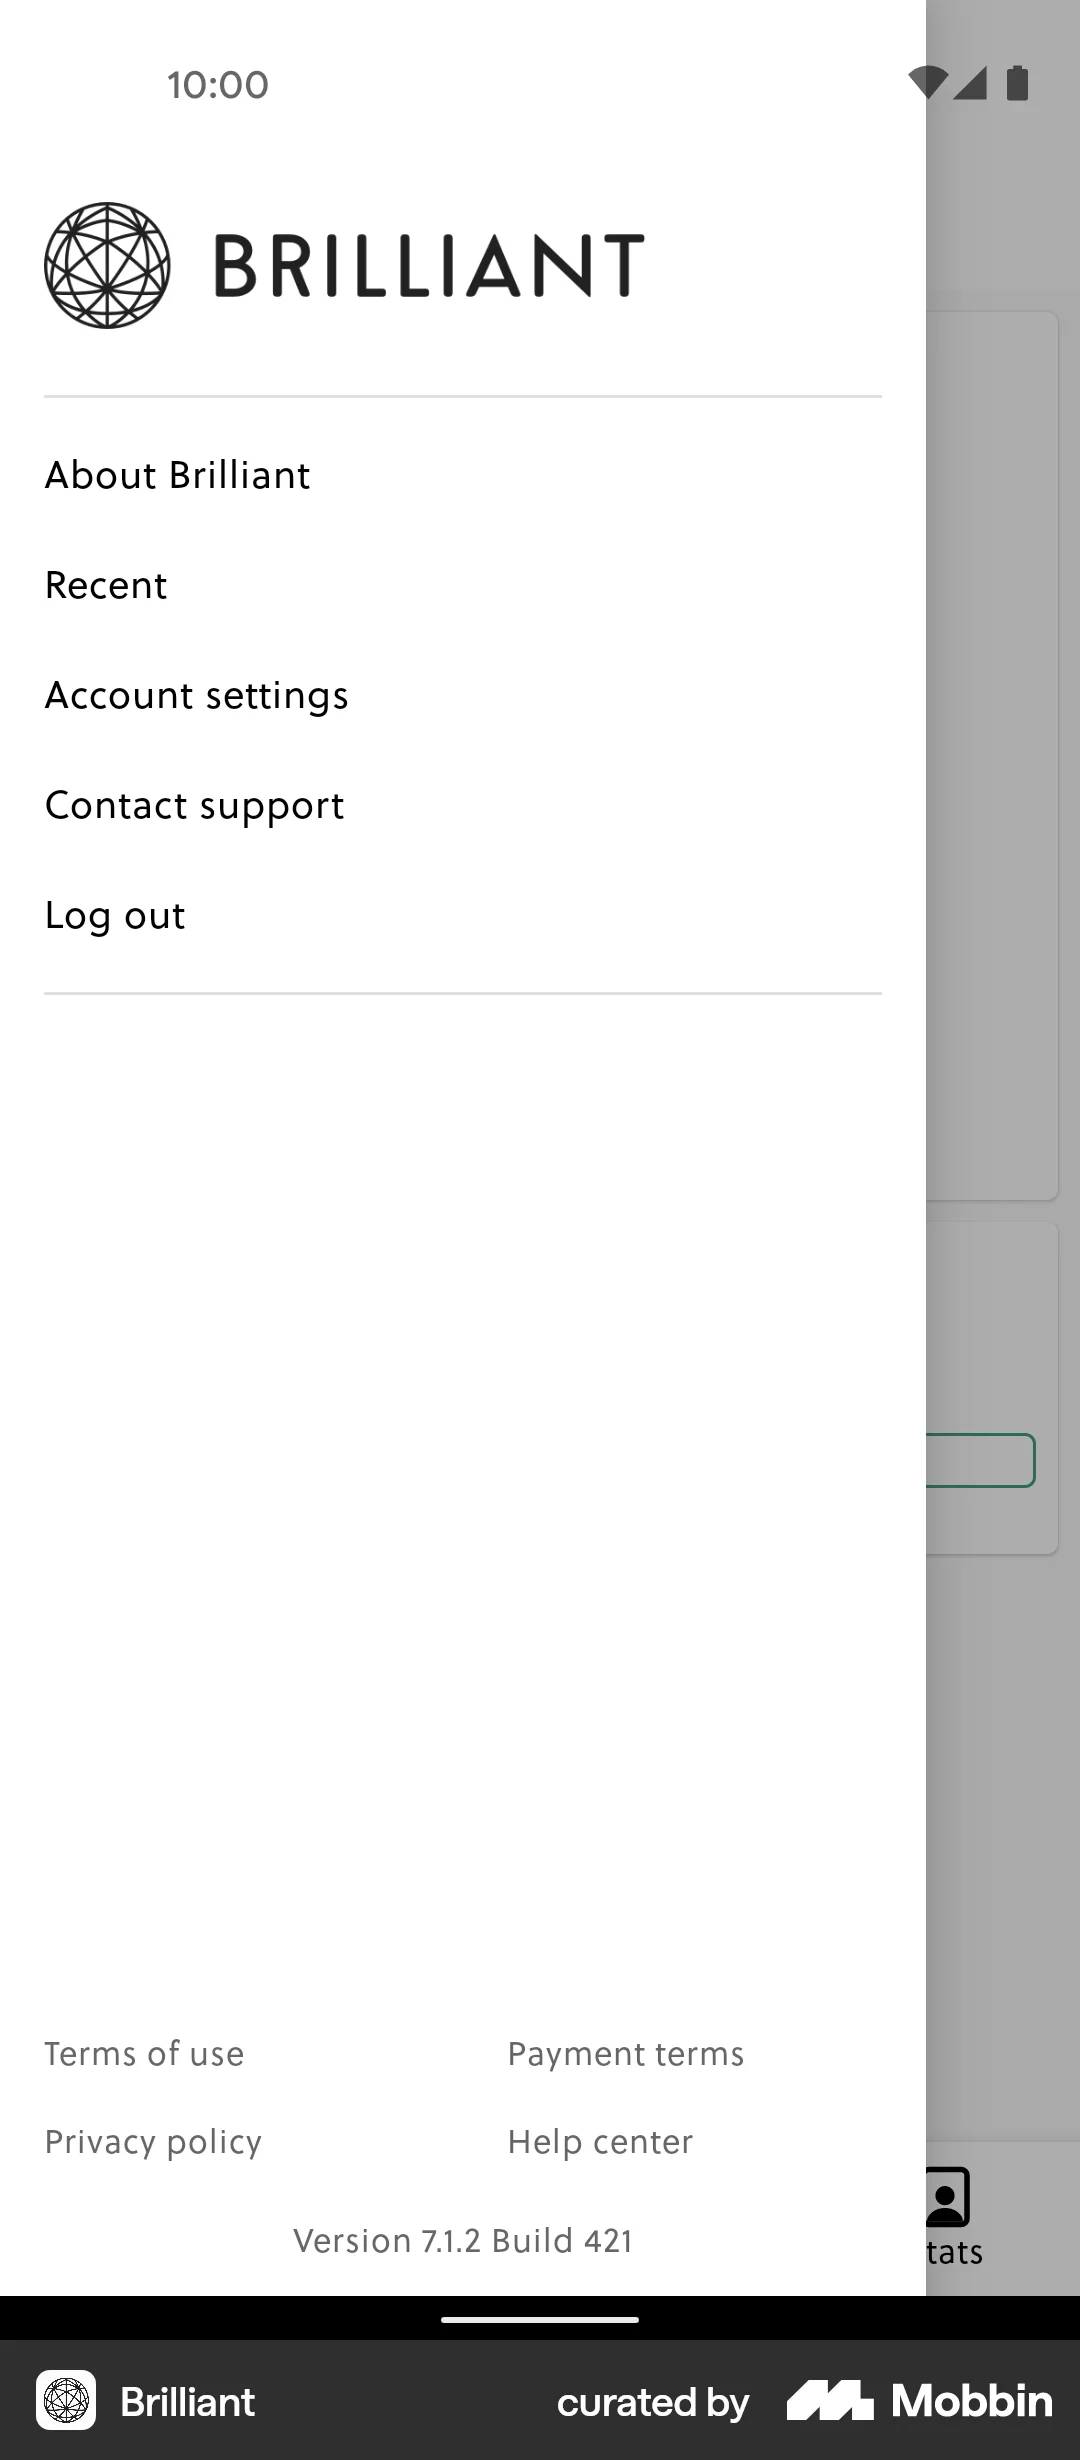 10:00
BRILLIANT
About Brilliant
Recent
Account settings
Contact support
Log out
Terms of use
Payment terms
Privacy policy
Help center
Version 7.1.2 Build 421
tats
Brilliant
curated by Mobbin